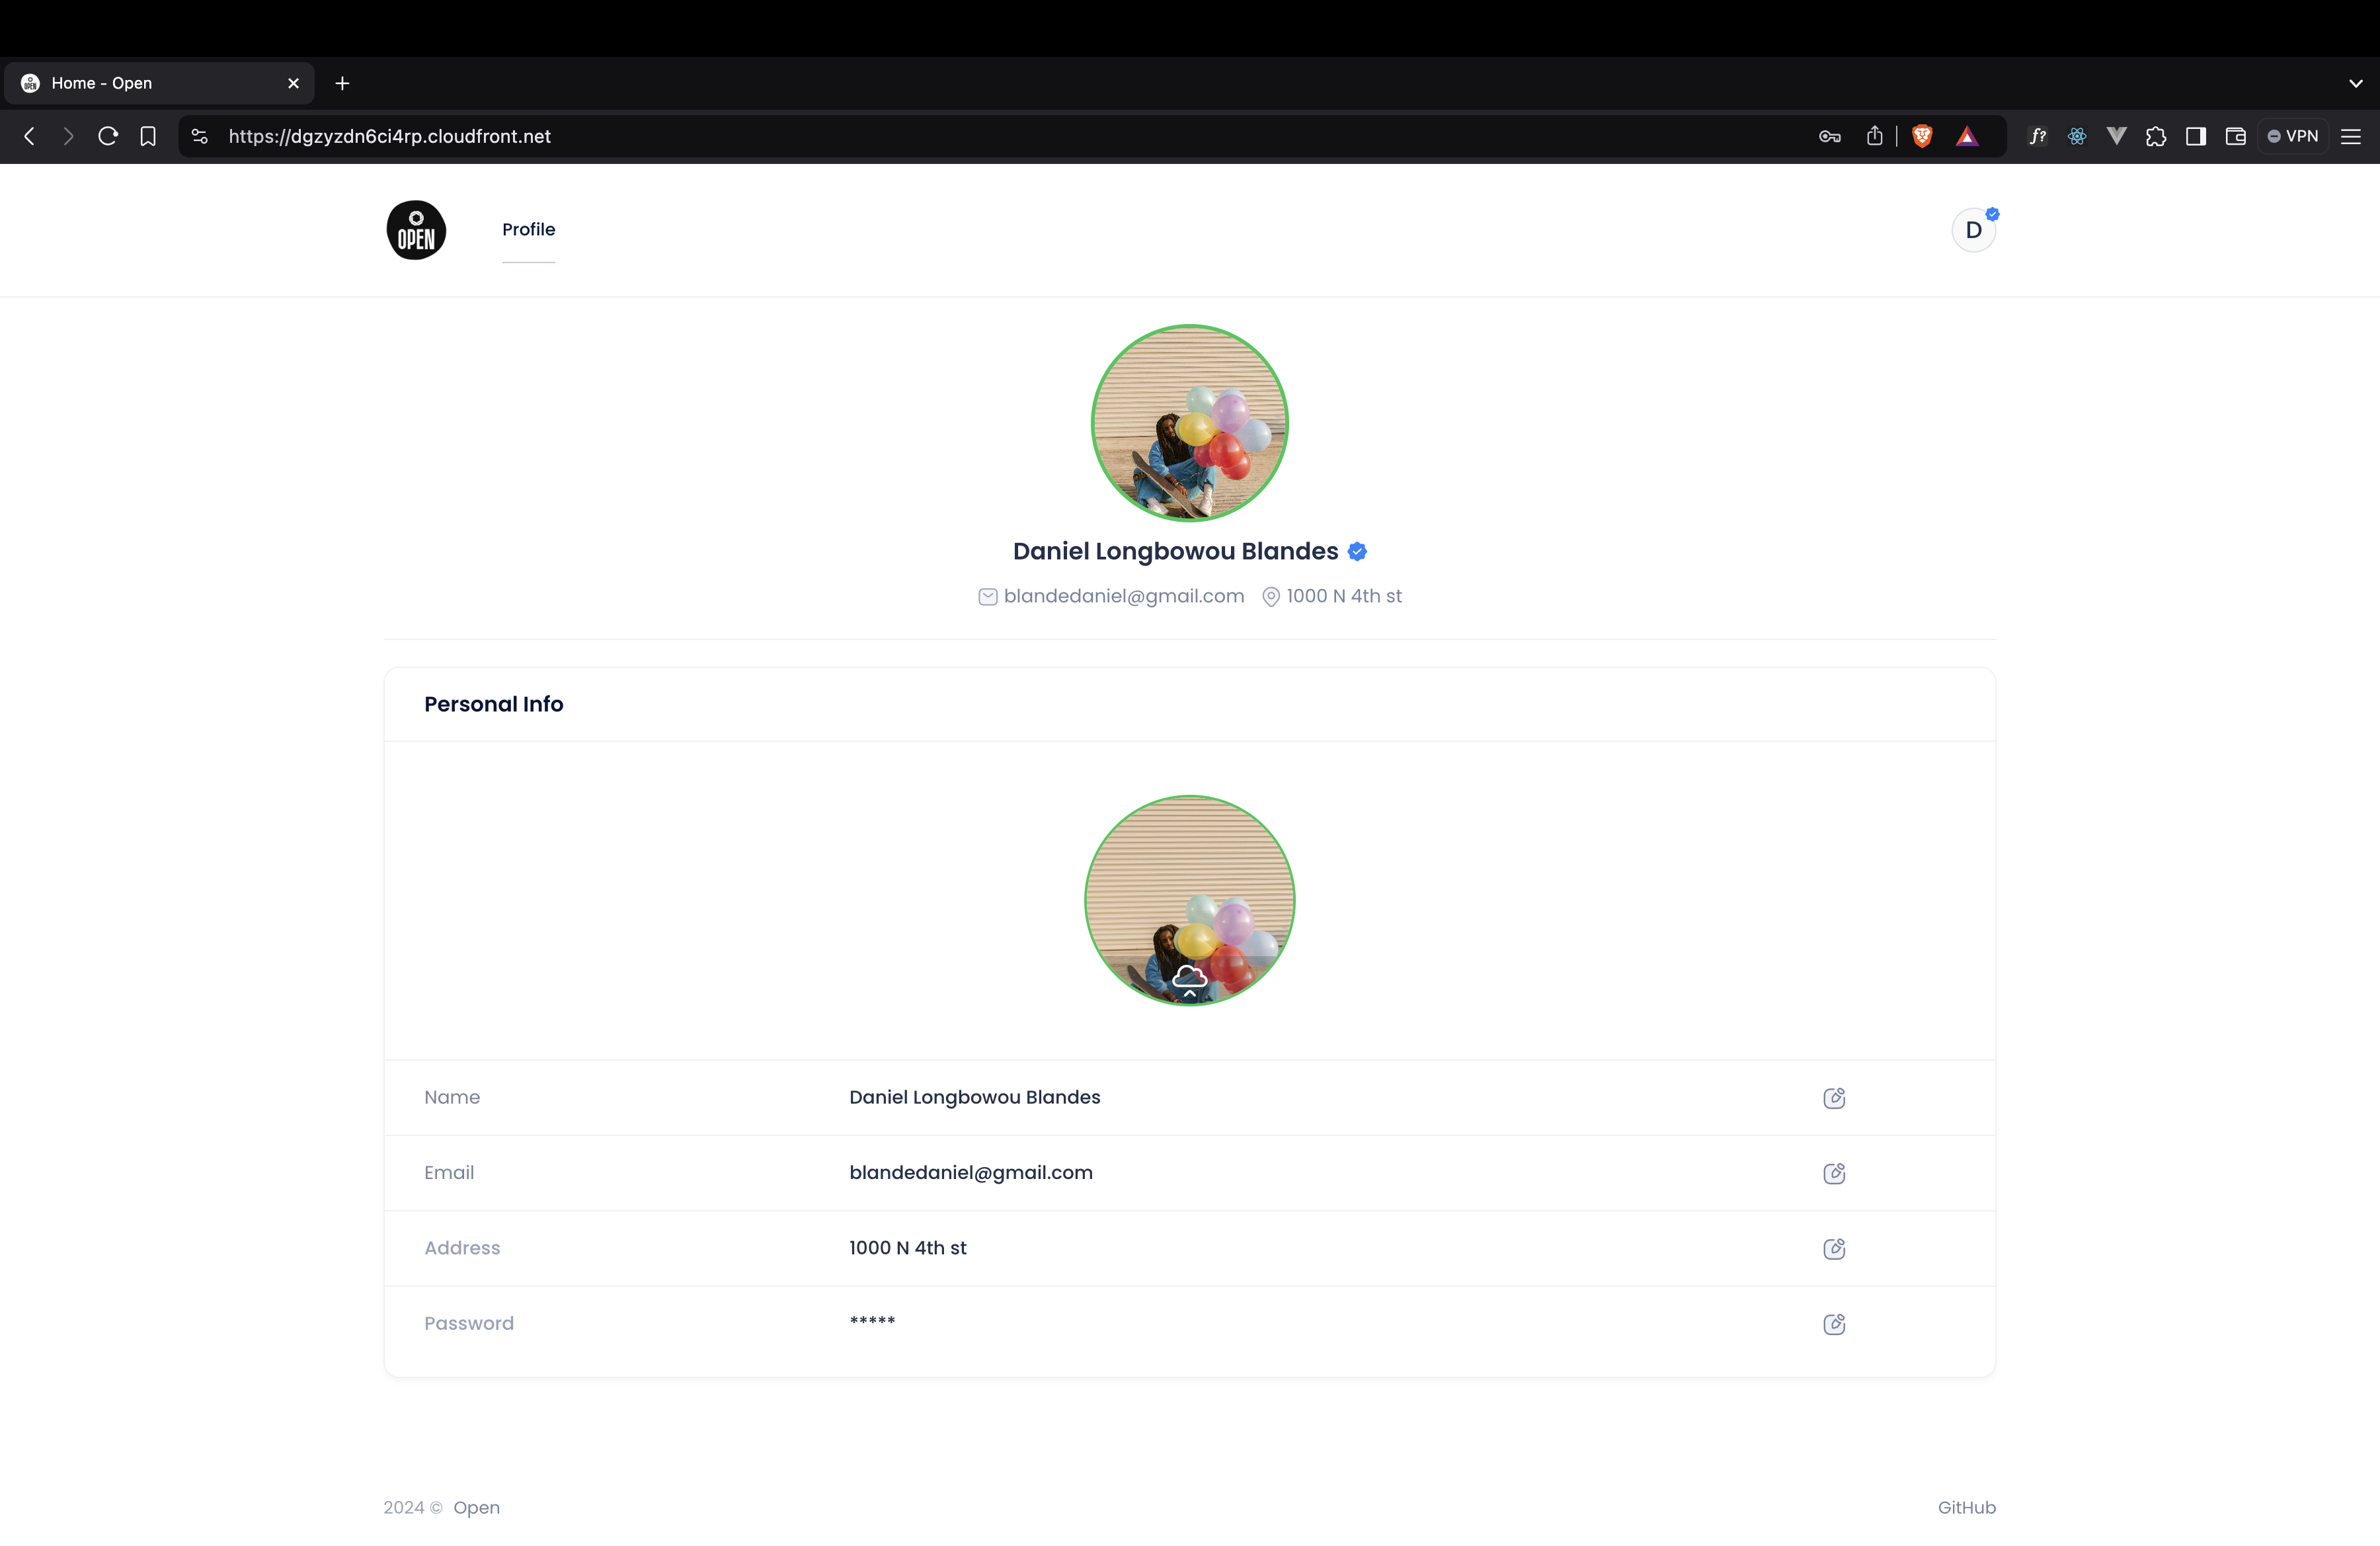 Home - Open
https://dgzyzdn6ci4rp.cloudfront.net
f?
VPN
OPEN
Profile
D
Daniel Longbowou Blandes
blandedaniel@gmail.com 1000 N 4th st
Personal Info
Name Daniel Longbowou Blandes
Email blandedaniel@gmail.com
Address 1000 N 4th st
Password *****
2024 © Open
GitHub